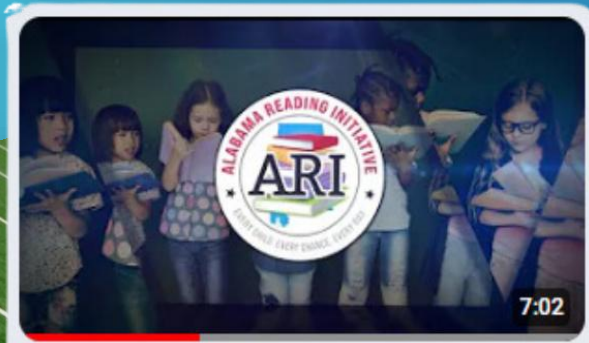 ALABAMA READING INITIATIVE
ARI
EVERY CHILD. EVERY CHANCE. EVERY DAY
7:02